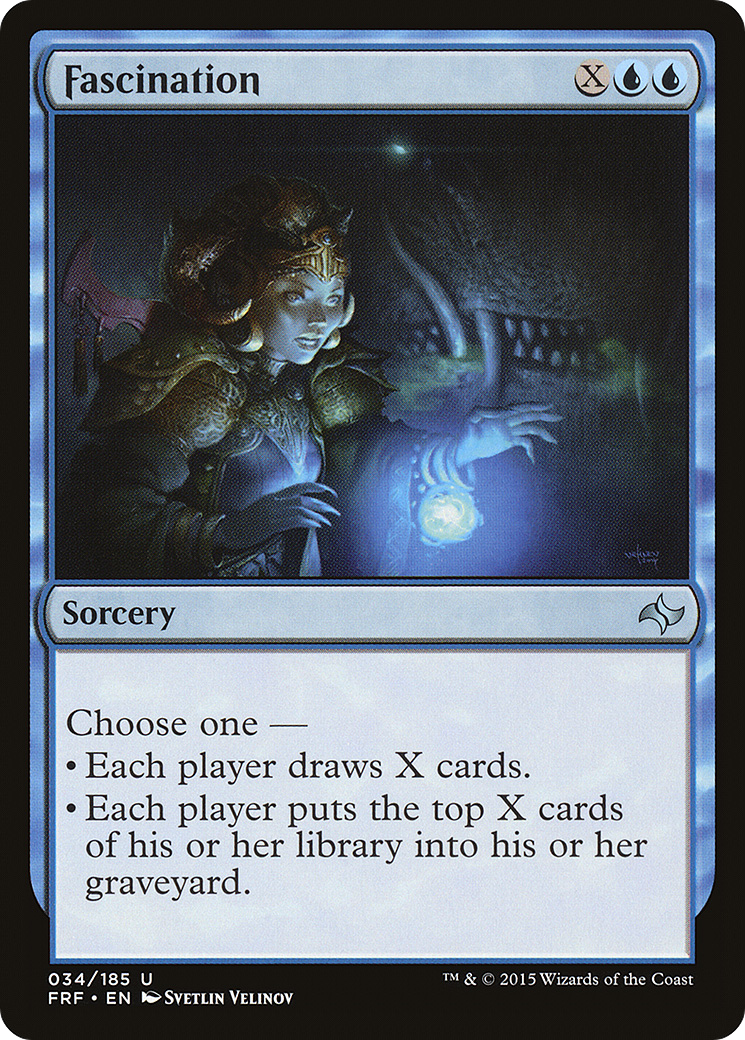 Fascination X
Sorcery
Choose one —
• Each player draws X cards.
• Each player puts the top X cards
of his or her library into his or her
graveyard.
034/185 U
™ & © 2015 Wizards of the Coast
FRF • EN Svetlin Velinov